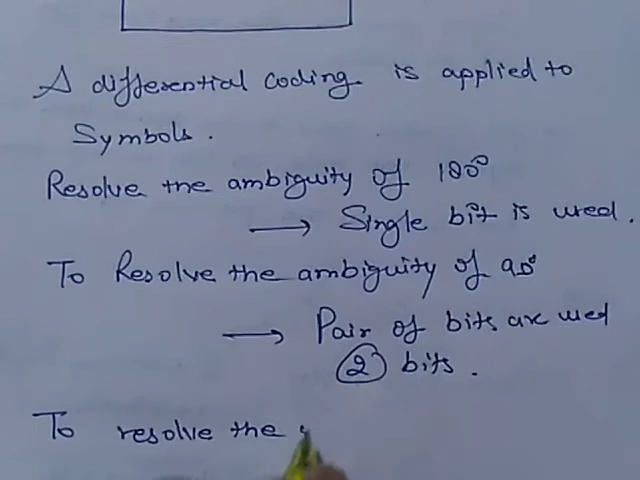 A differential coding is applied to
Symbols.
Resolve the ambiguity of 180°
→ Single bit is used.
To Resolve the ambiguity of 90°
→ Pair of bits are used
2 bits.
To resolve the